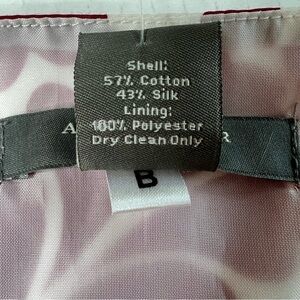 Shell:
57% Cotton
43% Silk
Lining:
100% Polyester
Dry Clean Only
B